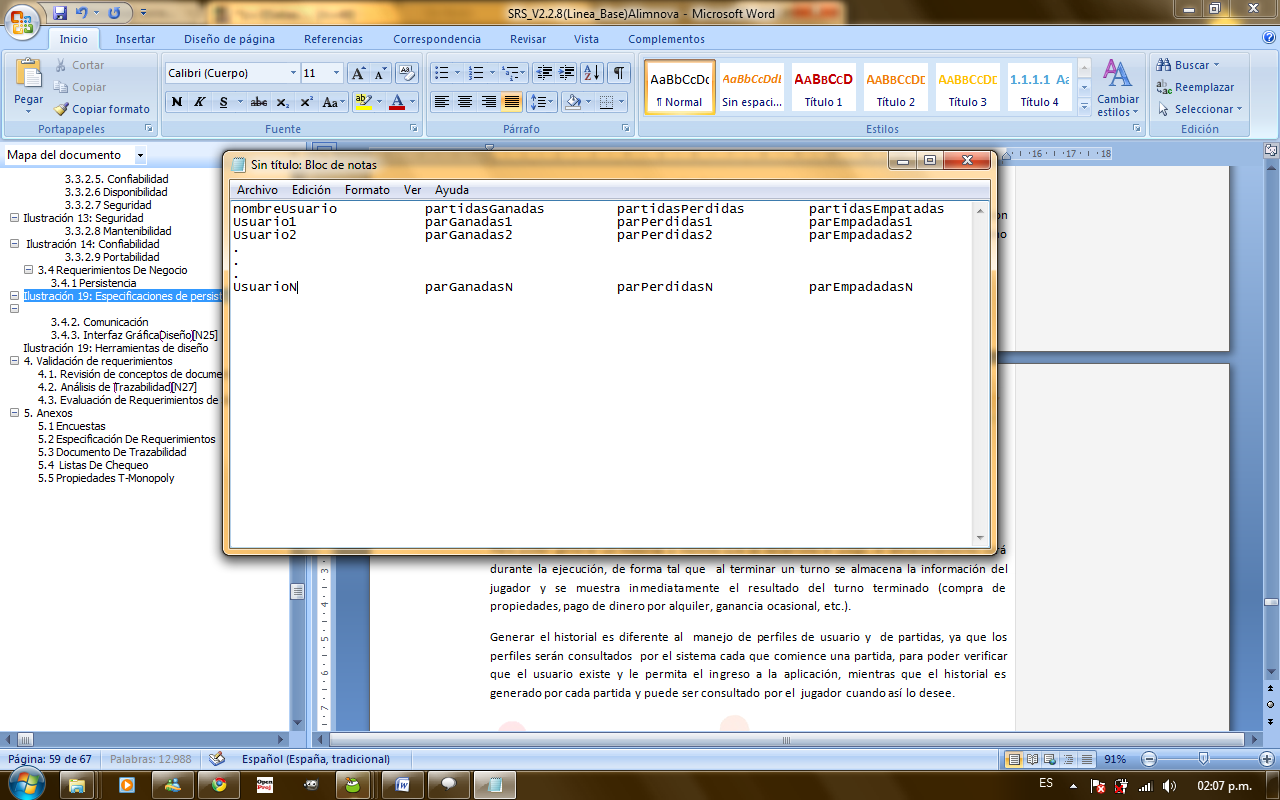 SRS_V2.2.8(Linea_Base)Alimnova - Microsoft Word
Inicio Insertar Diseño de página Referencias Correspondencia Revisar Vista Complementos
Pegar
Cortar
Copiar
Copiar formato
Portapapeles
Calibri (Cuerpo) 11
N K S abc x₂ x² Aa
Fuente
Párrafo
AaBbCcDc AaBbCcDdI AABBCCD AABBCCDE AABBCCDE 1.1.1.1 A
¶ Normal Sin espaci... Título 1 Título 2 Título 3 Título 4
Cambiar estilos
Estilos
Buscar
Reemplazar
Seleccionar
Edición
Mapa del documento
3.3.2.5. Confiabilidad
3.3.2.6 Disponibilidad
3.3.2.7 Seguridad
Ilustración 13: Seguridad
3.3.2.8 Mantenibilidad
Ilustración 14: Confiabilidad
3.3.2.9 Portabilidad
3.4 Requerimientos De Negocio
3.4.1 Persistencia
Ilustración 19: Especificaciones de persist
3.4.2. Comunicación
3.4.3. Interfaz GráficaDiseño[N25]
Ilustración 19: Herramientas de diseño
4. Validación de requerimientos
4.1. Revisión de conceptos de docume
4.2. Análisis de Trazabilidad[N27]
4.3. Evaluación de Requerimientos de
5. Anexos
5.1 Encuestas
5.2 Especificación De Requerimientos
5.3 Documento De Trazabilidad
5.4 Listas De Chequeo
5.5 Propiedades T-Monopoly
Sin título: Bloc de notas
Archivo Edición Formato Ver Ayuda
nombreUsuario partidasGanadas partidasPerdidas partidasEmpatadas
Usuario1 parGanadas1 parPerdidas1 parEmpadadas1
Usuario2 parGanadas2 parPerdidas2 parEmpadadas2
.
.
.
UsuarioN parGanadasN parPerdidasN parEmpadadasN
16 17 18
durante la ejecución, de forma tal que al terminar un turno se almacena la información del
jugador y se muestra inmediatamente el resultado del turno terminado (compra de
propiedades, pago de dinero por alquiler, ganancia ocasional, etc.).
Generar el historial es diferente al manejo de perfiles de usuario y de partidas, ya que los
perfiles serán consultados por el sistema cada que comience una partida, para poder verificar
que el usuario existe y le permita el ingreso a la aplicación, mientras que el historial es
generado por cada partida y puede ser consultado por el jugador cuando así lo desee.
Página: 59 de 67 Palabras: 12.988 Español (España, tradicional) 91%
ES 02:07 p.m.